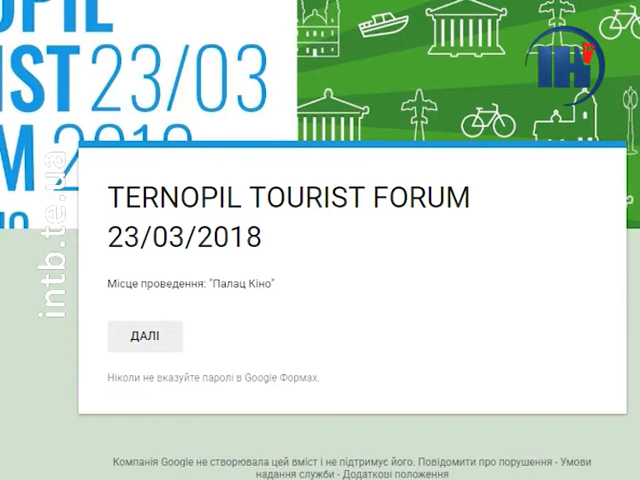 OPIL
IST 23/03
TERNOPIL TOURIST FORUM
23/03/2018
Місце проведення: "Палац Кіно"
ДАЛІ
Ніколи не вказуйте паролі в Google Формах.
Компанія Google не створювала цей вміст і не підтримує його. Повідомити про порушення - Умови
надання служби - Додаткові положення
intb.te.ua